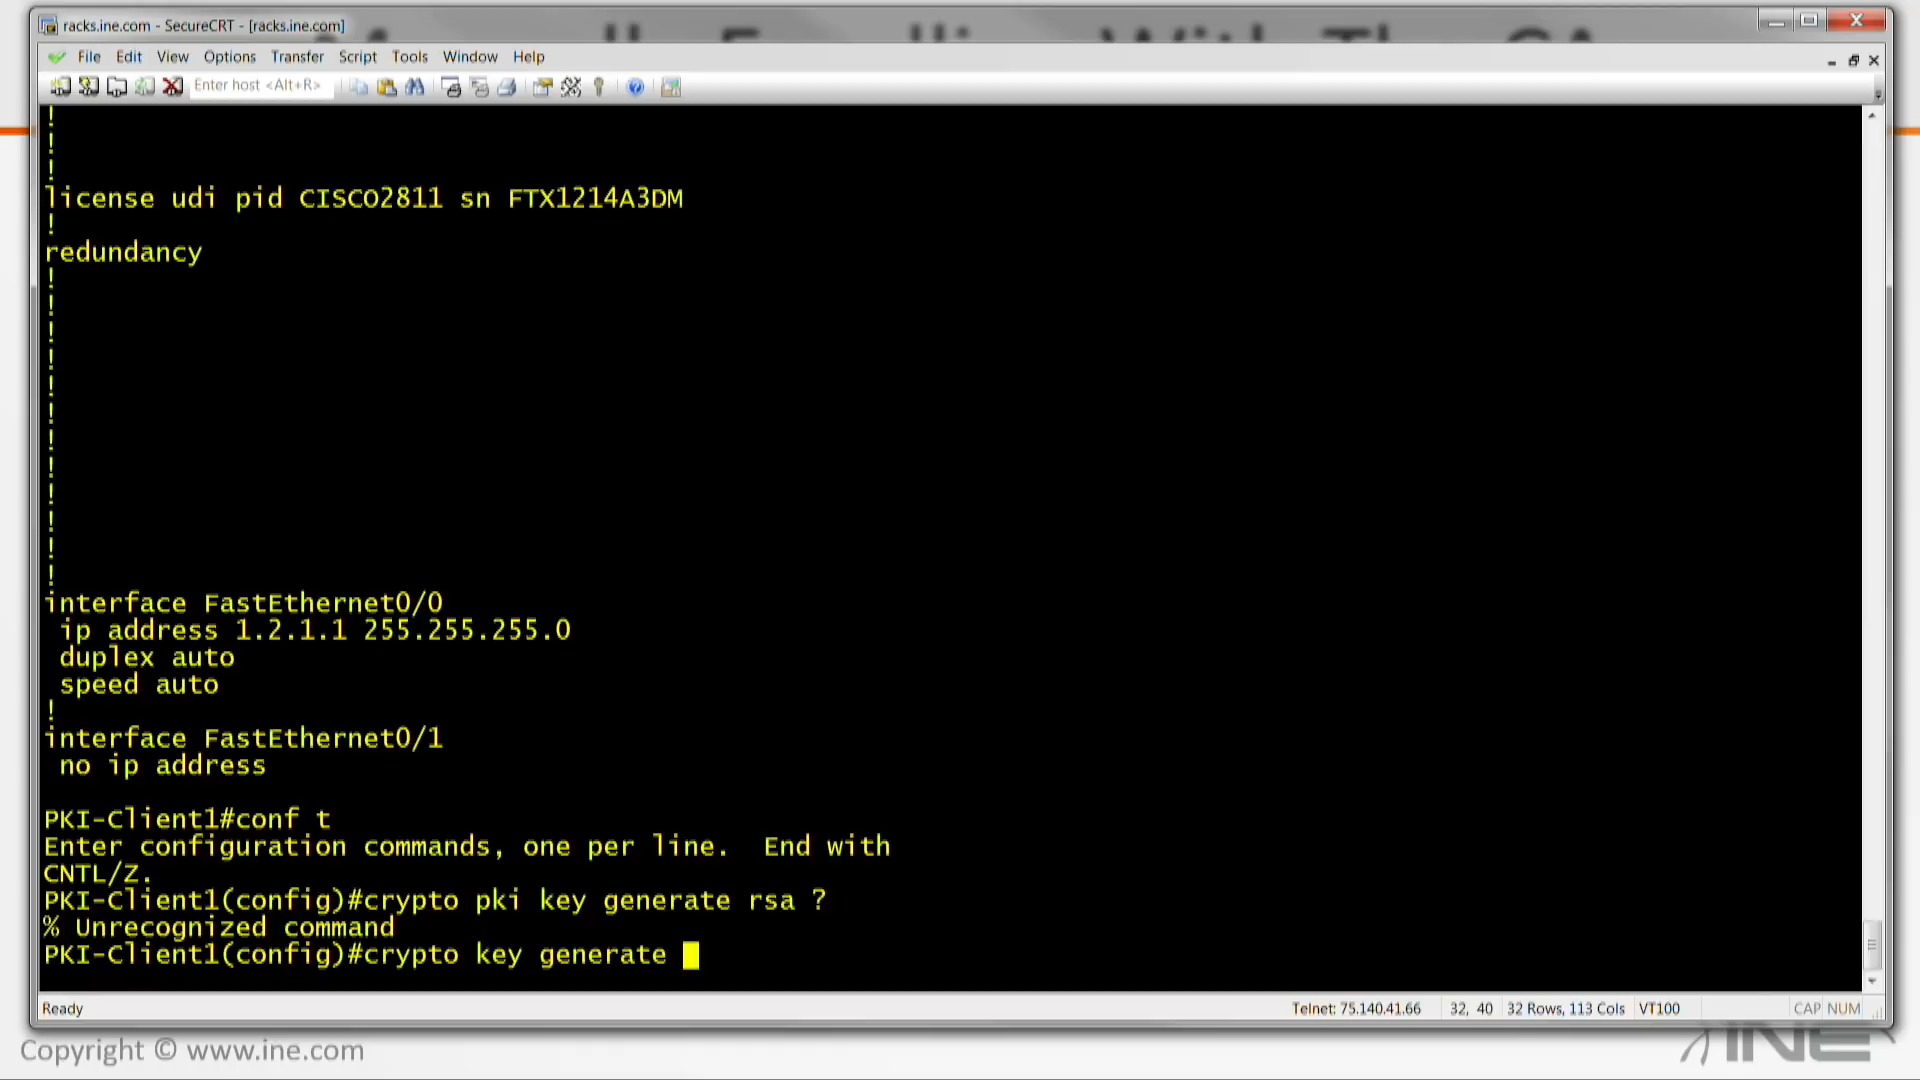 racks.ine.com - SecureCRT - [racks.ine.com]
File Edit View Options Transfer Script Tools Window Help
Enter host <Alt+R>
!
!
!
license udi pid CISCO2811 sn FTX1214A3DM
!
redundancy
!
!
!
!
!
!
!
!
!
!
!
!
interface FastEthernet0/0
ip address 1.2.1.1 255.255.255.0
duplex auto
speed auto
!
interface FastEthernet0/1
no ip address
PKI-Client1#conf t
Enter configuration commands, one per line.  End with
CNTL/Z.
PKI-Client1(config)#crypto pki key generate rsa ?
% Unrecognized command
PKI-Client1(config)#crypto key generate
Ready Telnet: 75.140.41.66 32, 40 32 Rows, 113 Cols VT100 CAP NUM
Copyright © www.ine.com INE